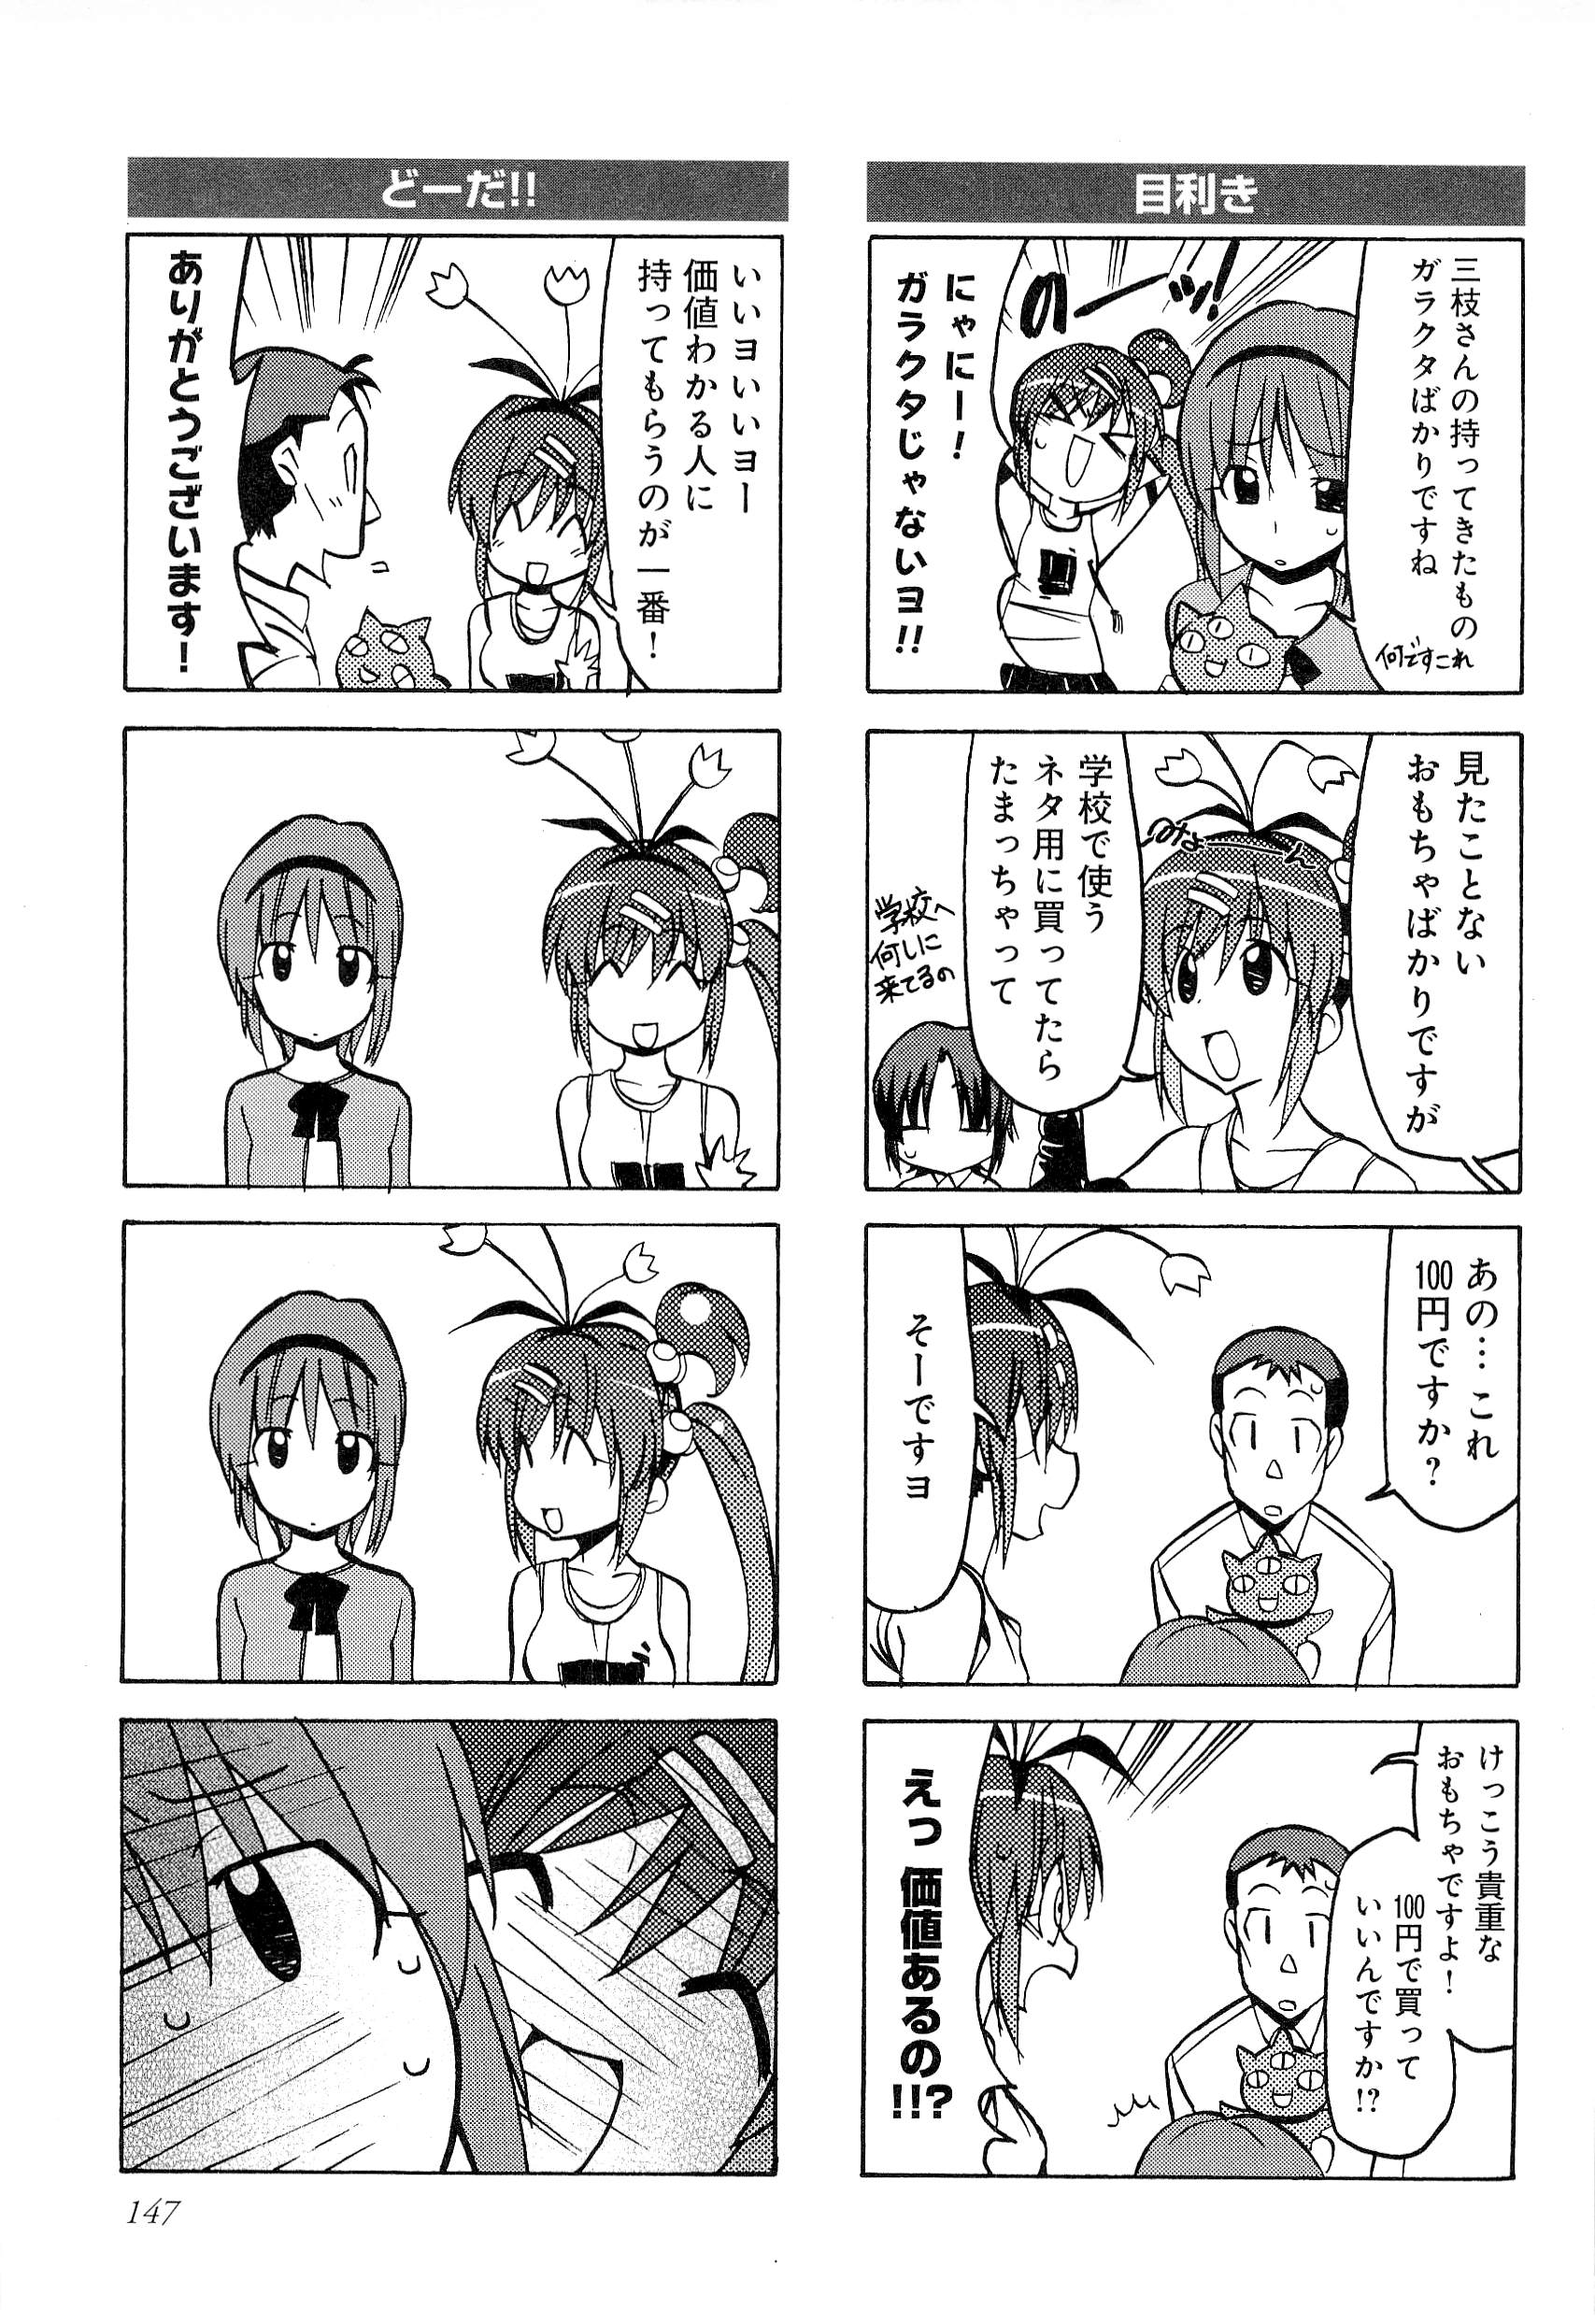 目利き
三枝さんの持ってきたもの
ガラクタばかりですね
何ですこれ
のーーッ!
にゃにー!
ガラクタじゃないヨ!!
見たことない
おもちゃばかりですが
みょーーん
学校で使う
ネタ用に買ってたら
たまっちゃって
学校へ
何しに
来てるの
あの…これ
100円ですか?
そーですヨ
けっこう貴重な
おもちゃですよ!
100円で買って
いいんですか!?
えっ 価値あるの!!?
どーだ!!
いいヨいいヨー
価値わかる人に
持ってもらうのが一番!
ありがとうございます!
147